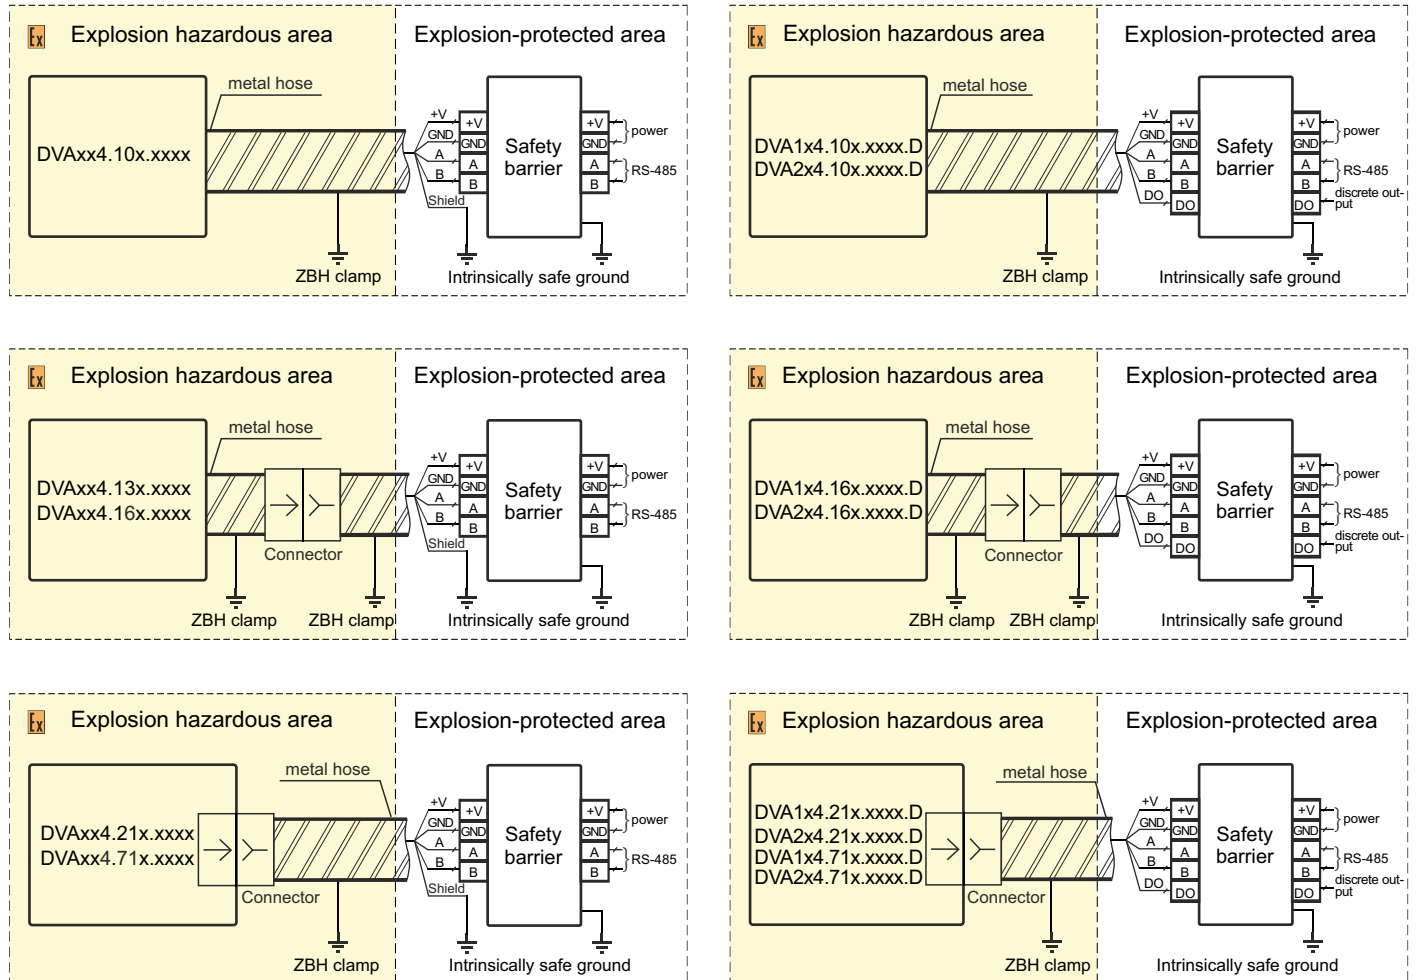 Ex Explosion hazardous area
Explosion-protected area
metal hose
DVAxx4.10x.xxxx
+V
GND
A
B
Shield
+V
GND
A
B
Safety
barrier
+V
GND
A
B
power
RS-485
ZBH clamp
Intrinsically safe ground
Ex Explosion hazardous area
Explosion-protected area
metal hose
DVA1x4.10x.xxxx.D
DVA2x4.10x.xxxx.D
+V
GND
A
B
DO
+V
GND
A
B
DO
Safety
barrier
+V
GND
A
B
DO
power
RS-485
discrete out-
put
ZBH clamp
Intrinsically safe ground
Ex Explosion hazardous area
Explosion-protected area
metal hose
DVAxx4.13x.xxxx
DVAxx4.16x.xxxx
Connector
+V
GND
A
B
Shield
+V
GND
A
B
Safety
barrier
+V
GND
A
B
power
RS-485
ZBH clamp
ZBH clamp
Intrinsically safe ground
Ex Explosion hazardous area
Explosion-protected area
metal hose
DVA1x4.16x.xxxx.D
DVA2x4.16x.xxxx.D
Connector
+V
GND
A
B
DO
+V
GND
A
B
DO
Safety
barrier
+V
GND
A
B
DO
power
RS-485
discrete out-
put
ZBH clamp
ZBH clamp
Intrinsically safe ground
Ex Explosion hazardous area
Explosion-protected area
metal hose
DVAxx4.21x.xxxx
DVAxx4.71x.xxxx
Connector
+V
GND
A
B
Shield
+V
GND
A
B
Safety
barrier
+V
GND
A
B
power
RS-485
ZBH clamp
Intrinsically safe ground
Ex Explosion hazardous area
Explosion-protected area
metal hose
DVA1x4.21x.xxxx.D
DVA2x4.21x.xxxx.D
DVA1x4.71x.xxxx.D
DVA2x4.71x.xxxx.D
Connector
+V
GND
A
B
DO
+V
GND
A
B
DO
Safety
barrier
+V
GND
A
B
DO
power
RS-485
discrete out-
put
ZBH clamp
Intrinsically safe ground